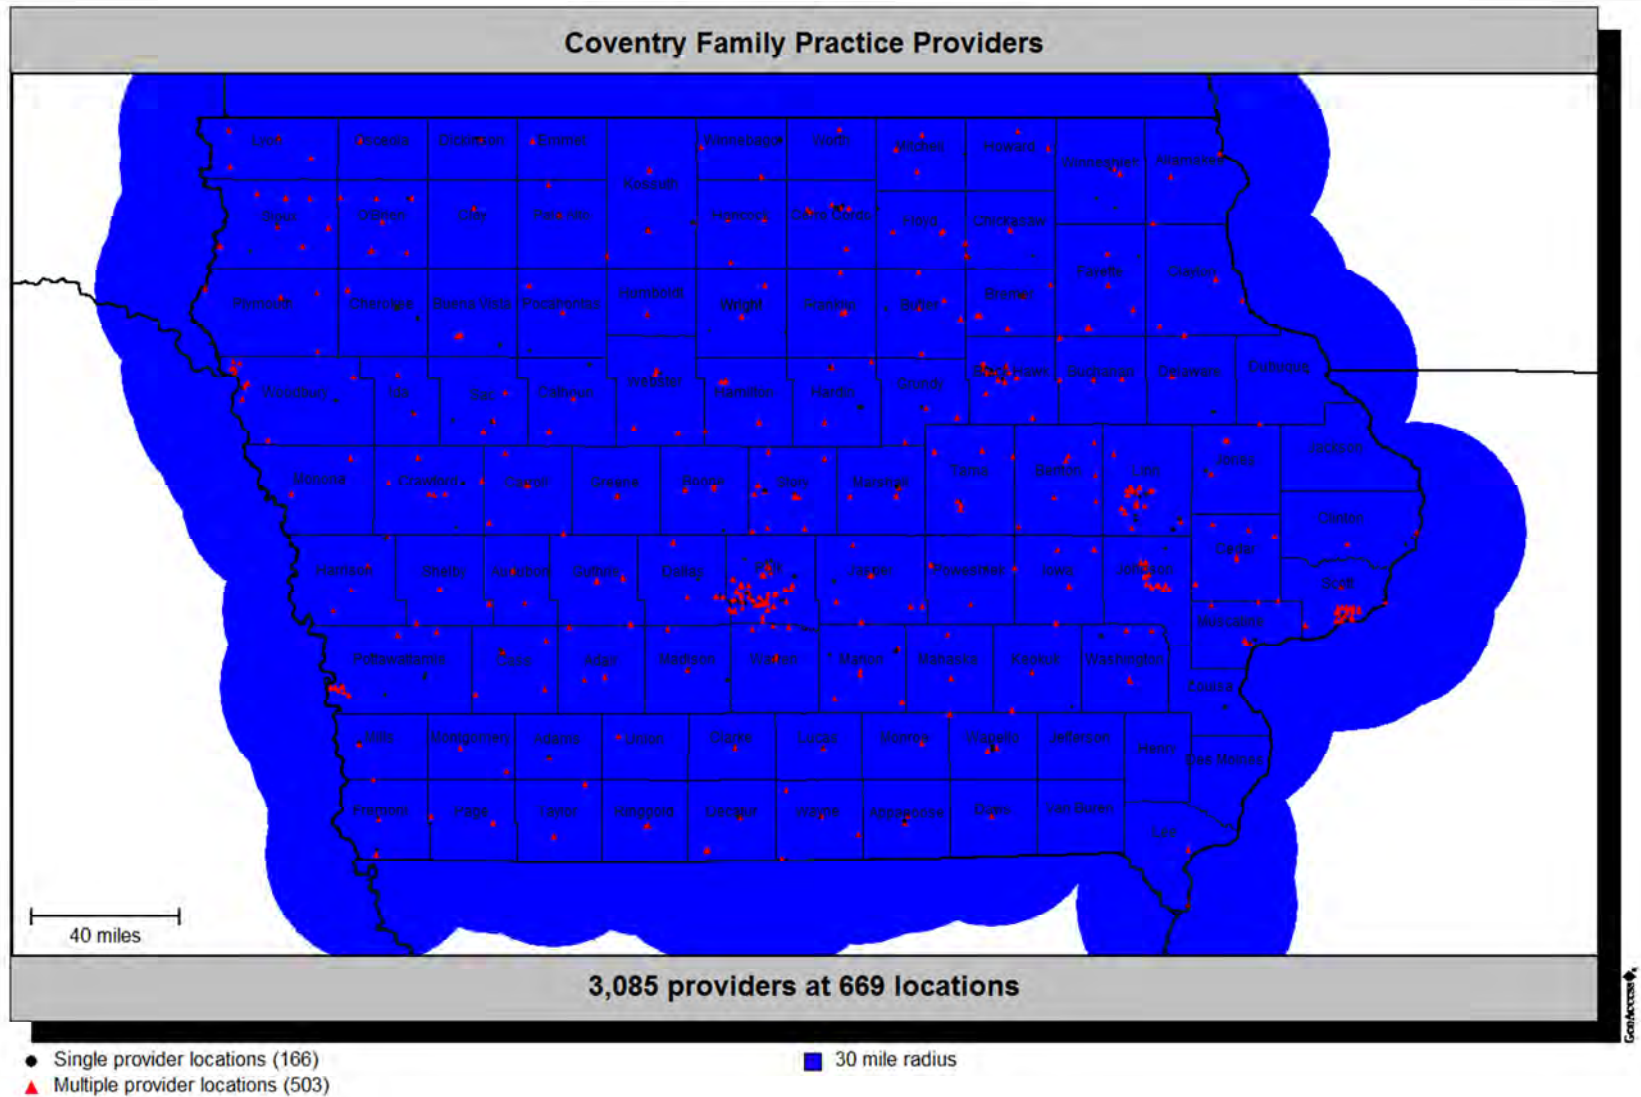 Coventry Family Practice Providers
Lyon Osceola Dickinson Emmet Winnebago Worth Mitchell Howard Winneshiek Allamakee
Kossuth
Sioux O'Brien Clay Palo Alto Hancock Cerro Gordo Floyd Chickasaw
Fayette Clayton
Plymouth Cherokee Buena Vista Pocahontas Humboldt Wright Franklin Butler Bremer
Woodbury Ida Sac Calhoun Webster Hamilton Hardin Grundy Black Hawk Buchanan Delaware Dubuque
Monona Crawford Carroll Greene Boone Story Marshall Tama Benton Linn Jones Jackson
Clinton
Cedar
Harrison Shelby Audubon Guthrie Dallas Polk Jasper Poweshiek Iowa Johnson Scott
Muscatine
Pottawattamie Cass Adair Madison Warren Marion Mahaska Keokuk Washington
Louisa
Mills Montgomery Adams Union Clarke Lucas Monroe Wapello Jefferson Henry Des Moines
Fremont Page Taylor Ringgold Decatur Wayne Appanoose Davis Van Buren Lee
40 miles
3,085 providers at 669 locations
GeoAccess
Single provider locations (166)
30 mile radius
Multiple provider locations (503)